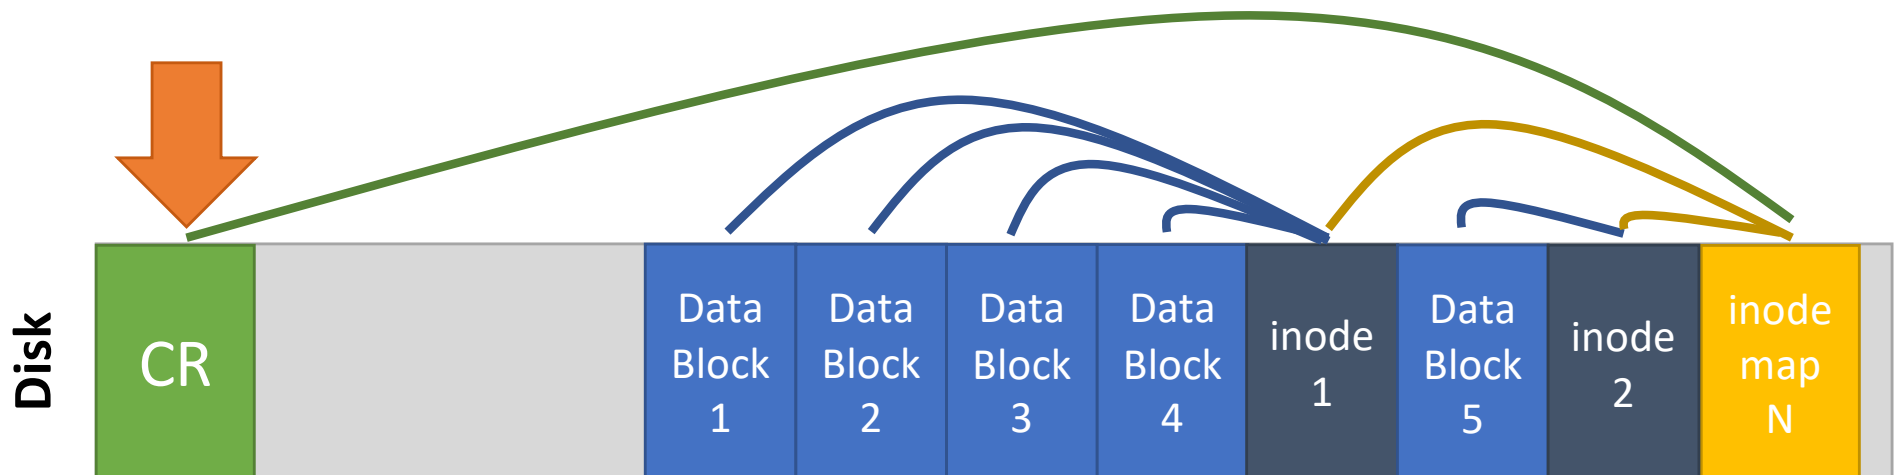 Disk
CR
Data
Block
1
Data
Block
2
Data
Block
3
Data
Block
4
inode
1
Data
Block
5
inode
2
inode
map
N